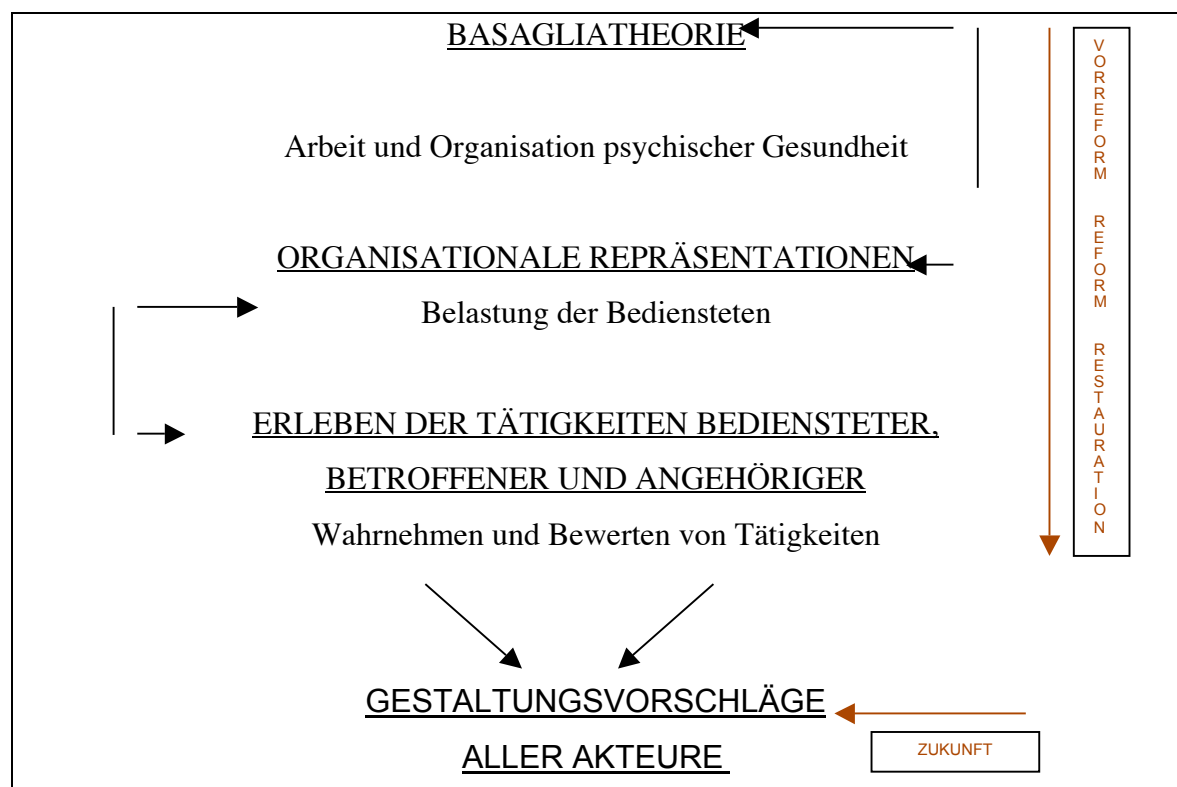 BASAGLIATHEORIE
Arbeit und Organisation psychischer Gesundheit
ORGANISATIONALE REPRÄSENTATIONEN
Belastung der Bediensteten
ERLEBEN DER TÄTIGKEITEN BEDIENSTETER,
BETROFFENER UND ANGEHÖRIGER
Wahrnehmen und Bewerten von Tätigkeiten
GESTALTUNGSVORSCHLÄGE
ALLER AKTEURE
VORREFORM REFORM RESTAURATION
ZUKUNFT